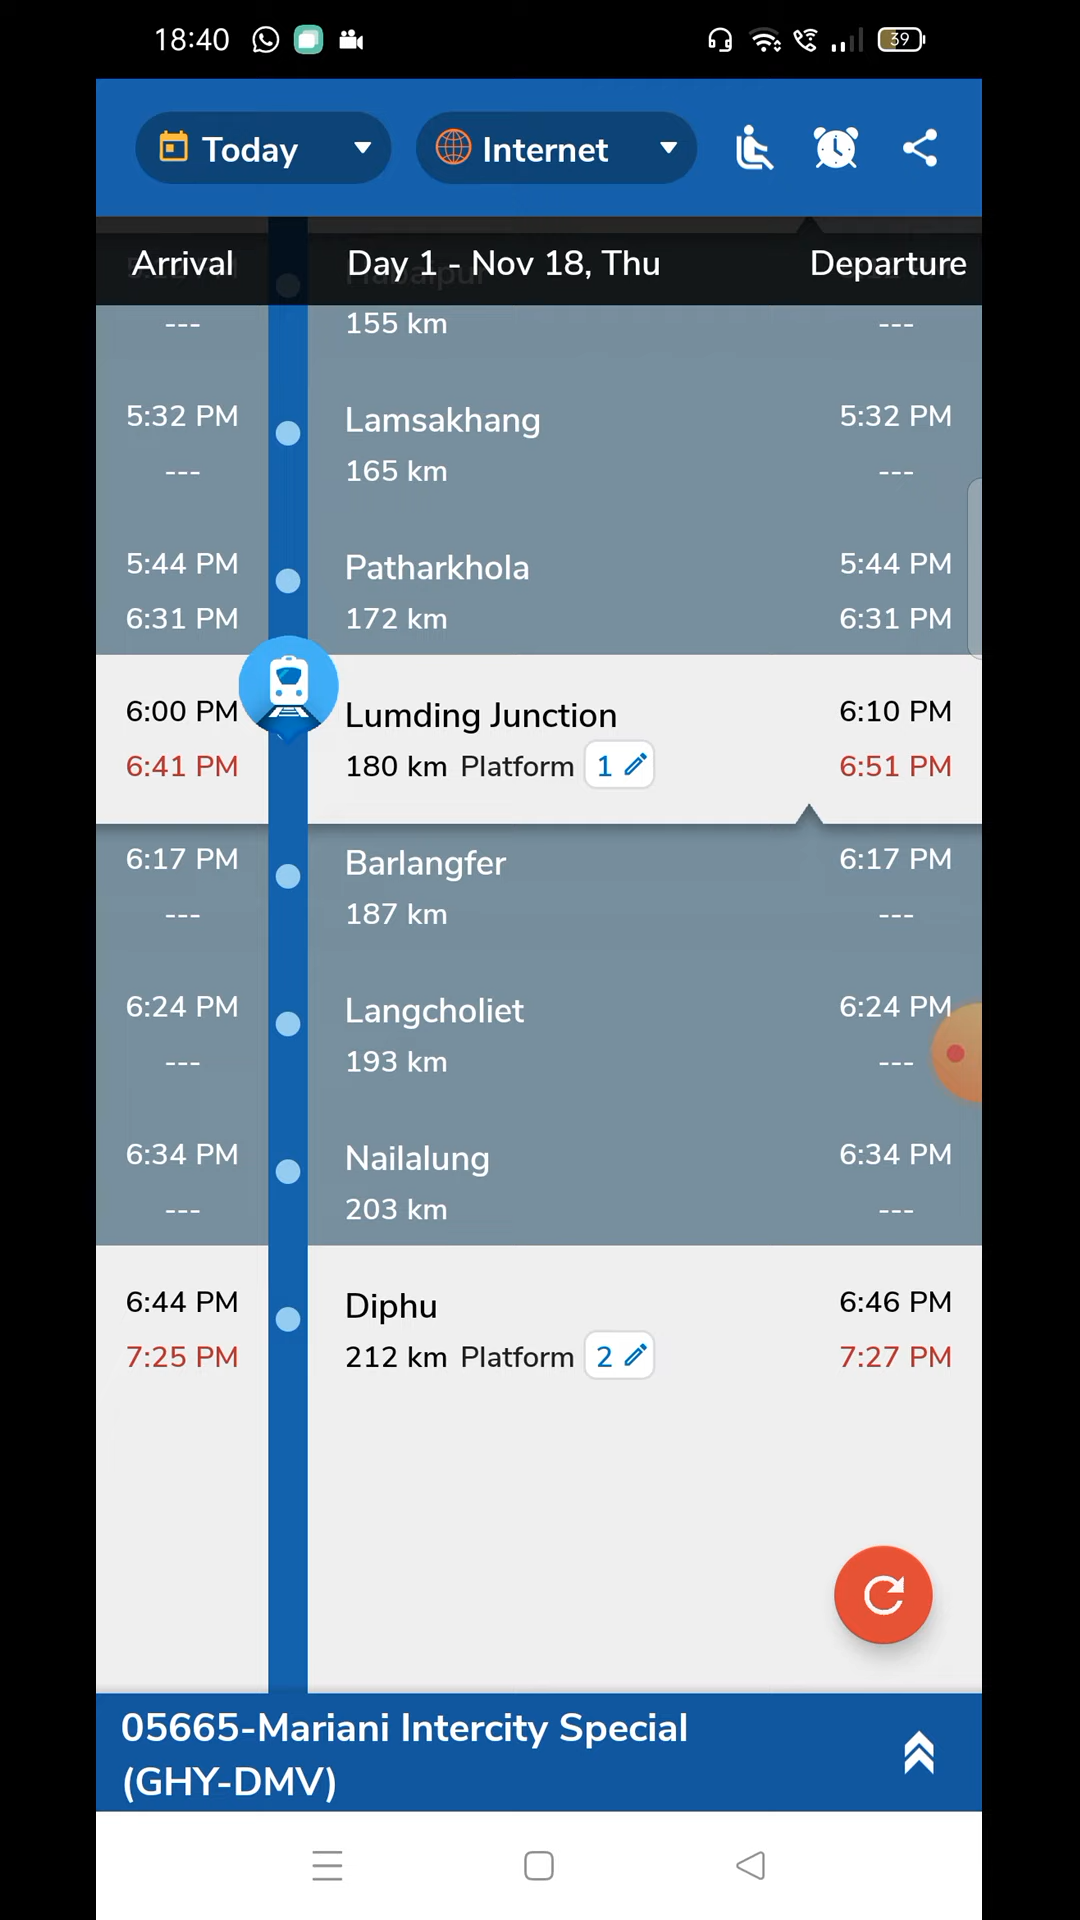 18:40
39
Today
Internet
Arrival
Day 1 - Nov 18, Thu
Departure
---
155 km
---
5:32 PM
Lamsakhang
5:32 PM
---
165 km
---
5:44 PM
Patharkhola
5:44 PM
6:31 PM
172 km
6:31 PM
6:00 PM
Lumding Junction
6:10 PM
6:41 PM
180 km Platform 1
6:51 PM
6:17 PM
Barlangfer
6:17 PM
---
187 km
---
6:24 PM
Langcholiet
6:24 PM
---
193 km
---
6:34 PM
Nailalung
6:34 PM
---
203 km
---
6:44 PM
Diphu
6:46 PM
7:25 PM
212 km Platform 2
7:27 PM
05665-Mariani Intercity Special
(GHY-DMV)